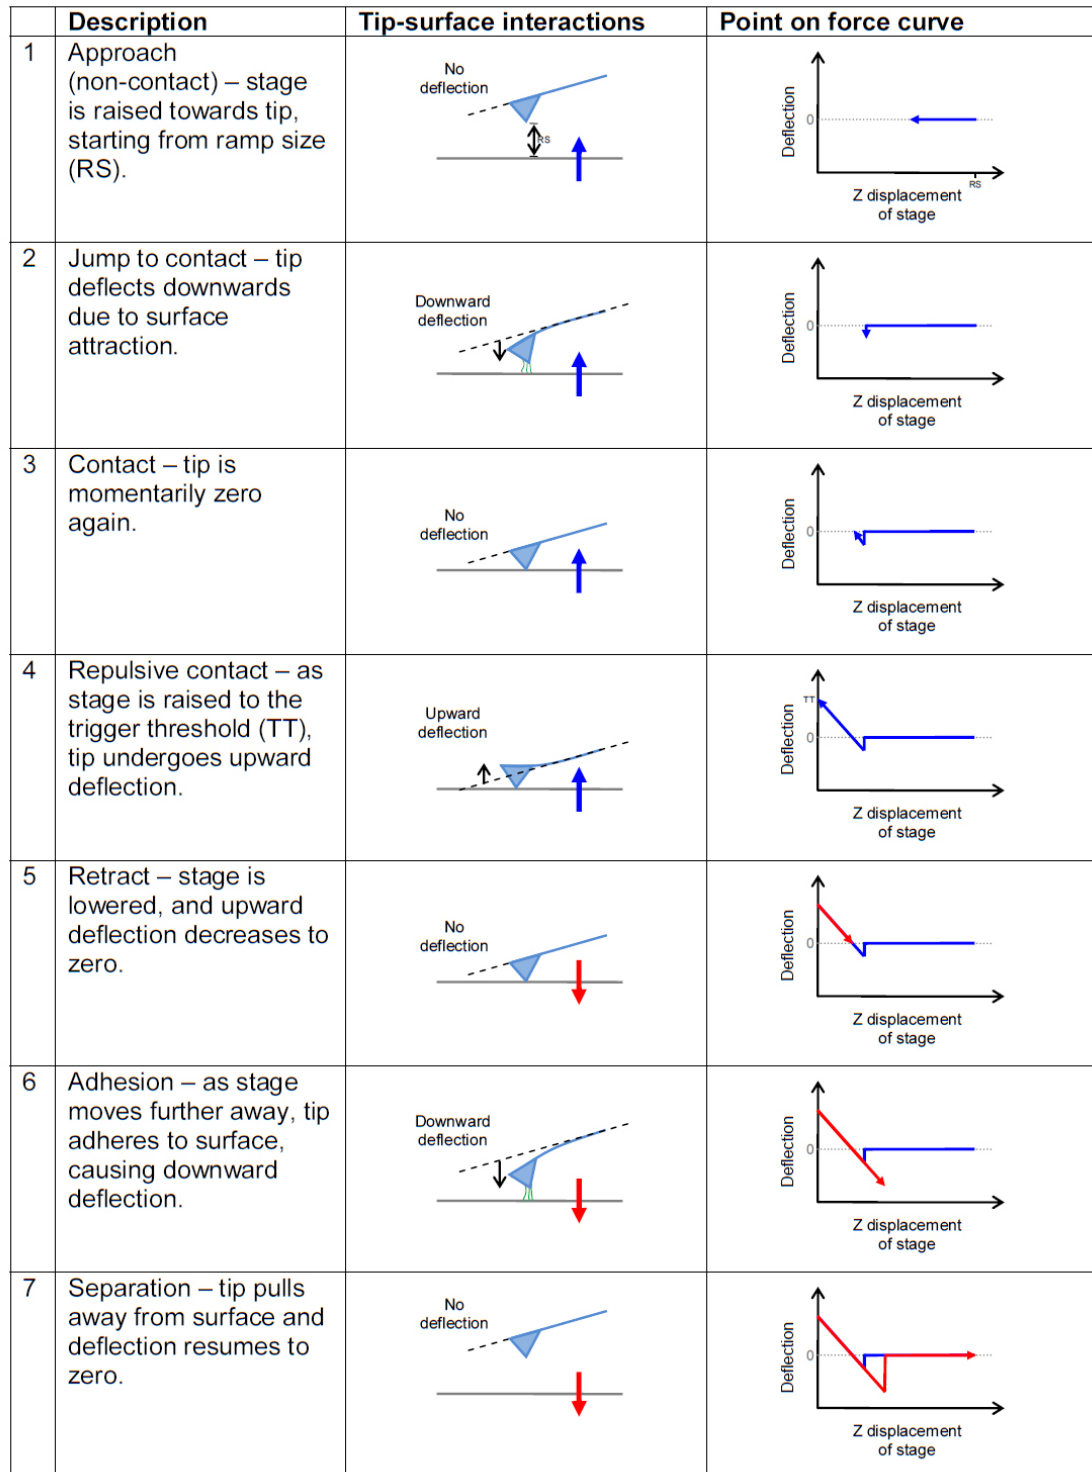 Description Tip-surface interactions Point on force curve
1 Approach
(non-contact) – stage
is raised towards tip,
starting from ramp size
(RS).
No
deflection
RS
Deflection
0
RS
Z displacement
of stage
2 Jump to contact – tip
deflects downwards
due to surface
attraction.
Downward
deflection
Deflection
0
Z displacement
of stage
3 Contact – tip is
momentarily zero
again.
No
deflection
Deflection
0
Z displacement
of stage
4 Repulsive contact – as
stage is raised to the
trigger threshold (TT),
tip undergoes upward
deflection.
Upward
deflection
Deflection
TT
0
Z displacement
of stage
5 Retract – stage is
lowered, and upward
deflection decreases to
zero.
No
deflection
Deflection
0
Z displacement
of stage
6 Adhesion – as stage
moves further away, tip
adheres to surface,
causing downward
deflection.
Downward
deflection
Deflection
0
Z displacement
of stage
7 Separation – tip pulls
away from surface and
deflection resumes to
zero.
No
deflection
Deflection
0
Z displacement
of stage